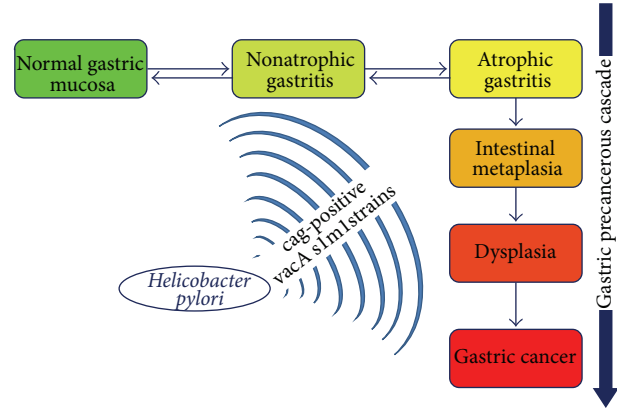 Normal gastric
mucosa
Nonatrophic
gastritis
Atrophic
gastritis
Intestinal
metaplasia
Dysplasia
Gastric cancer
Helicobacter
pylori
cag-positive
vacA s1m1strains
Gastric precancerous cascade